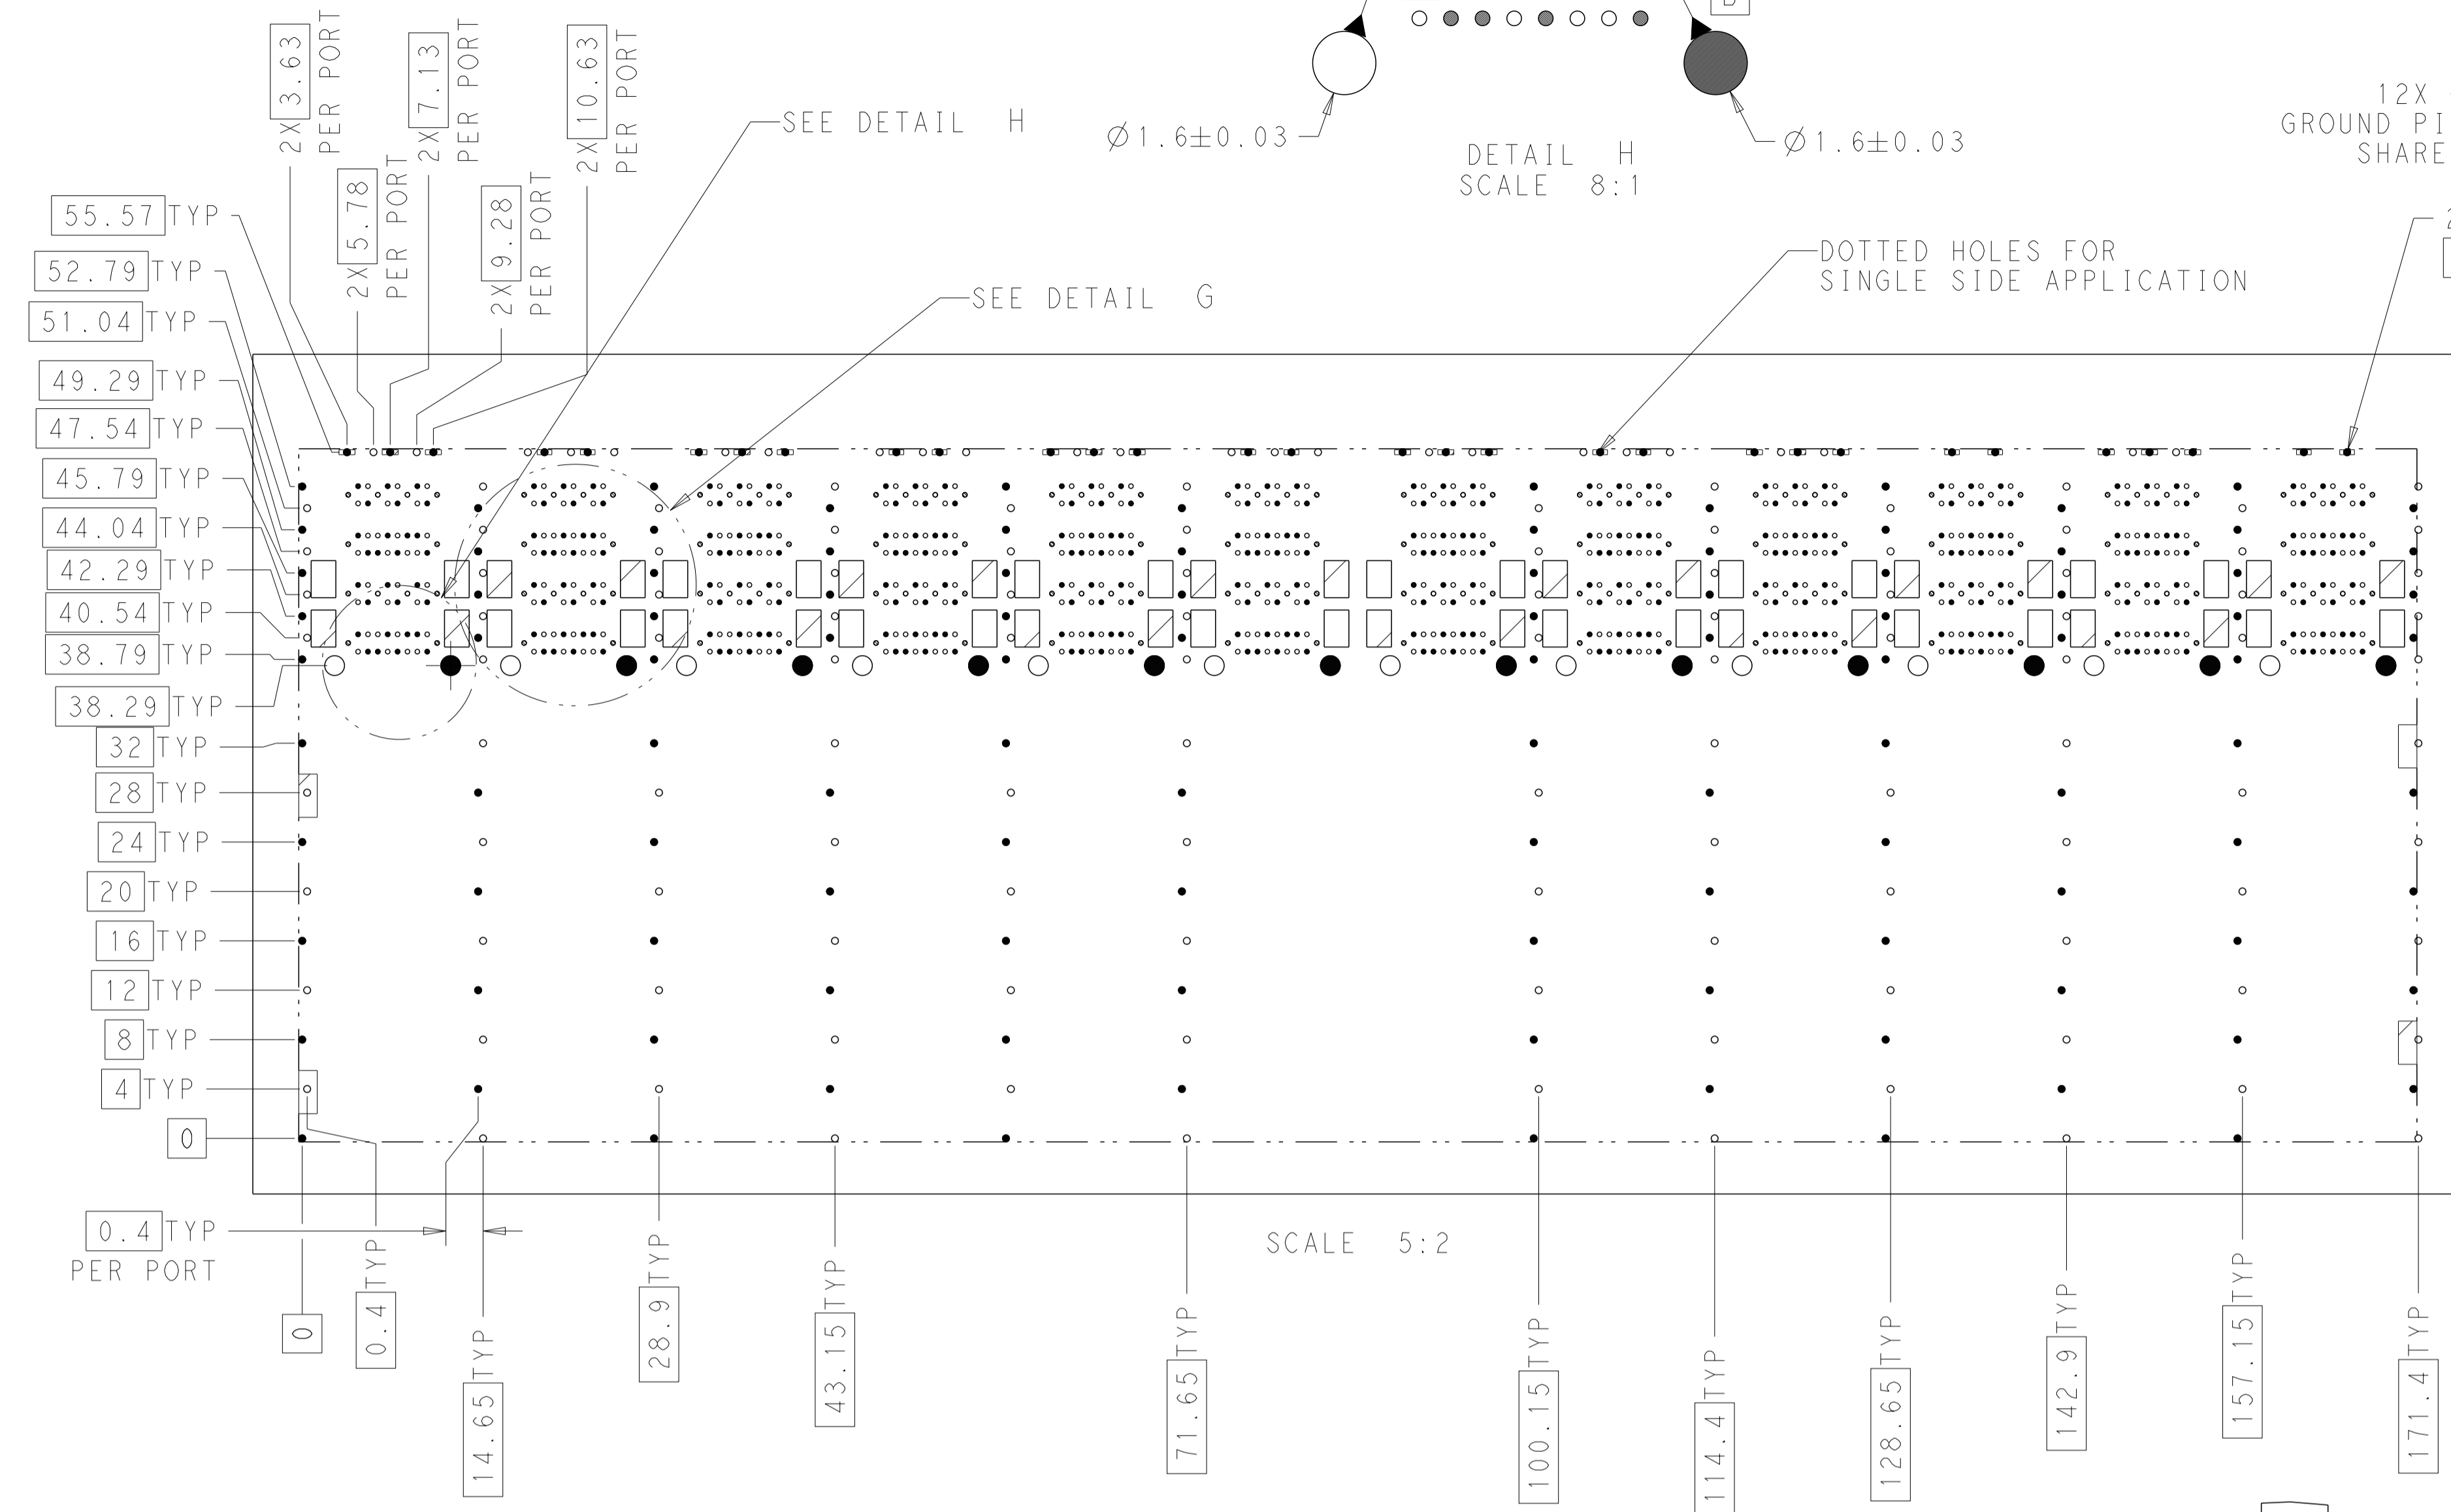 2X 3.63
PER PORT
2X 5.78
PER PORT
2X 7.13
PER PORT
2X 9.28
PER PORT
2X 10.63
PER PORT
SEE DETAIL H
SEE DETAIL G
Ø1.6±0.03
DETAIL H
SCALE 8:1
Ø1.6±0.03
12X
GROUND
SHARE
DOTTED HOLES FOR
SINGLE SIDE APPLICATION
55.57 TYP
52.79 TYP
51.04 TYP
49.29 TYP
47.54 TYP
45.79 TYP
44.04 TYP
42.29 TYP
40.54 TYP
38.79 TYP
38.29 TYP
32 TYP
28 TYP
24 TYP
20 TYP
16 TYP
12 TYP
8 TYP
4 TYP
0
0.4 TYP
PER PORT
0
0.4 TYP
14.65 TYP
28.9 TYP
43.15 TYP
71.65 TYP
SCALE 5:2
100.15 TYP
114.4 TYP
128.65 TYP
142.9 TYP
157.15 TYP
171.4 TYP